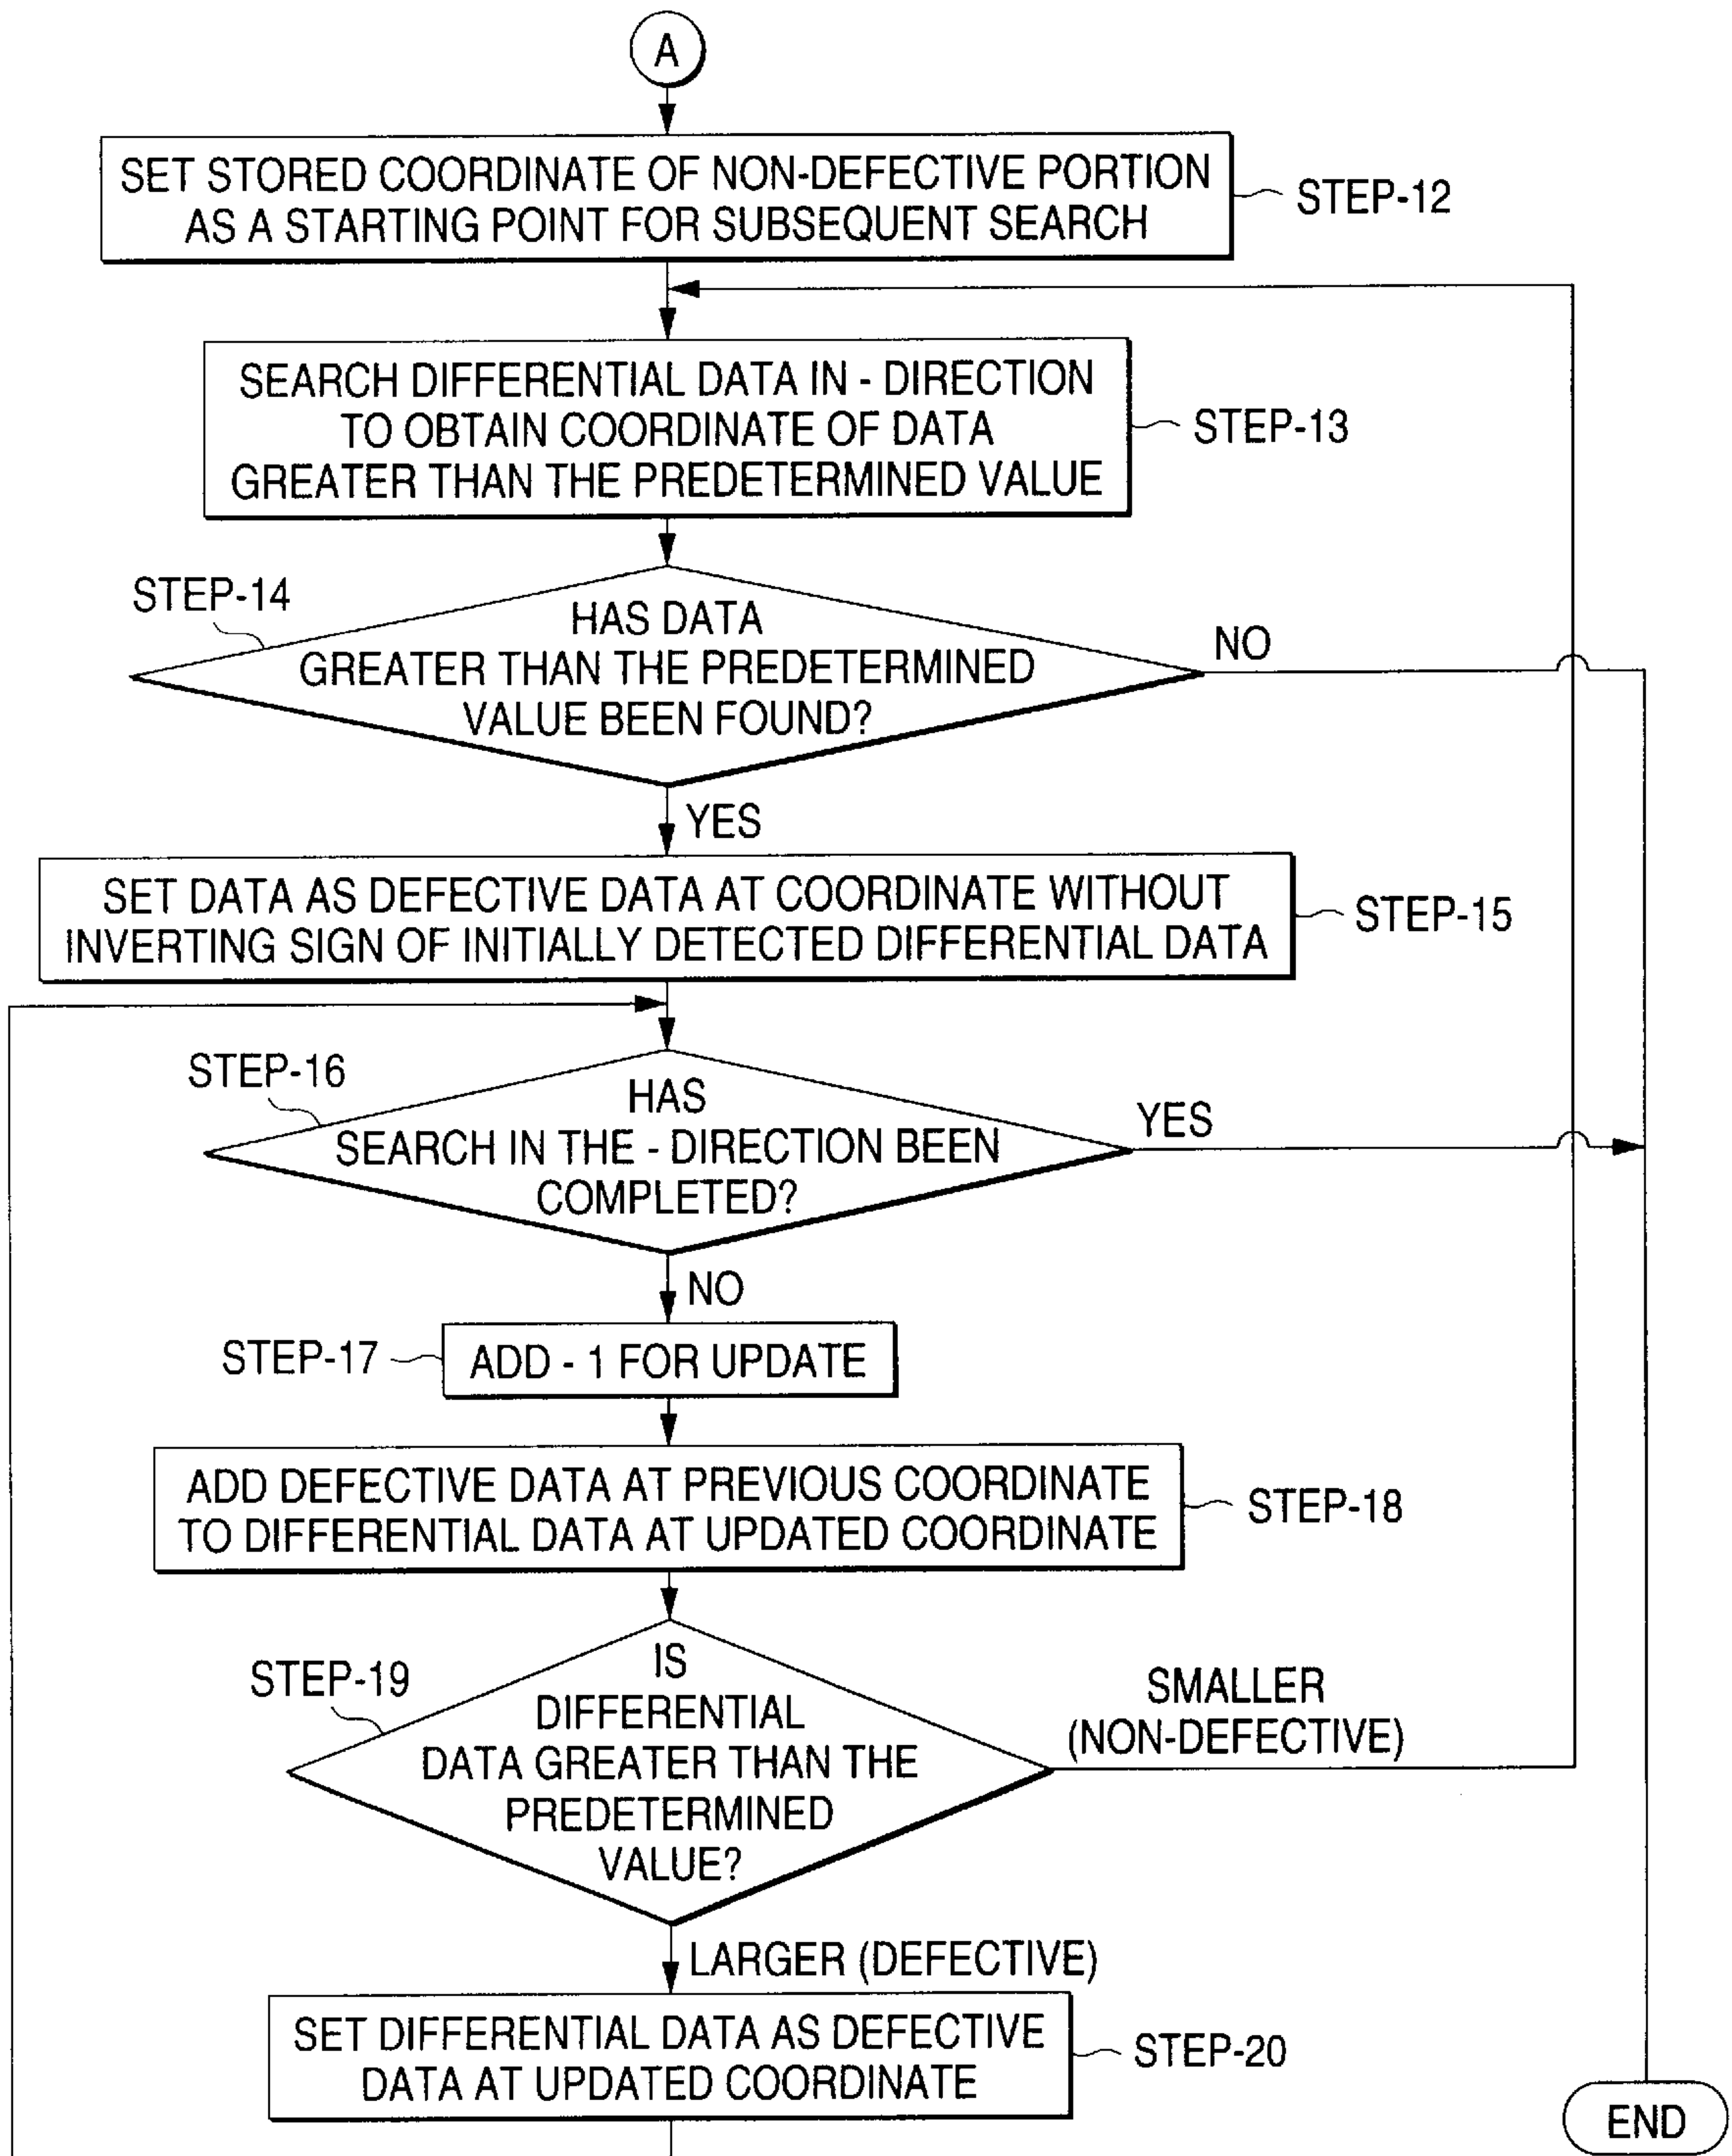 A
SET STORED COORDINATE OF NON-DEFECTIVE PORTION
AS A STARTING POINT FOR SUBSEQUENT SEARCH
STEP-12
SEARCH DIFFERENTIAL DATA IN - DIRECTION
TO OBTAIN COORDINATE OF DATA
GREATER THAN THE PREDETERMINED VALUE
STEP-13
STEP-14
HAS DATA
GREATER THAN THE PREDETERMINED
VALUE BEEN FOUND?
NO
YES
SET DATA AS DEFECTIVE DATA AT COORDINATE WITHOUT
INVERTING SIGN OF INITIALLY DETECTED DIFFERENTIAL DATA
STEP-15
STEP-16
HAS
SEARCH IN THE - DIRECTION BEEN
COMPLETED?
YES
NO
STEP-17
ADD - 1 FOR UPDATE
ADD DEFECTIVE DATA AT PREVIOUS COORDINATE
TO DIFFERENTIAL DATA AT UPDATED COORDINATE
STEP-18
STEP-19
IS
DIFFERENTIAL
DATA GREATER THAN THE
PREDETERMINED
VALUE?
SMALLER
(NON-DEFECTIVE)
LARGER (DEFECTIVE)
SET DIFFERENTIAL DATA AS DEFECTIVE
DATA AT UPDATED COORDINATE
STEP-20
END